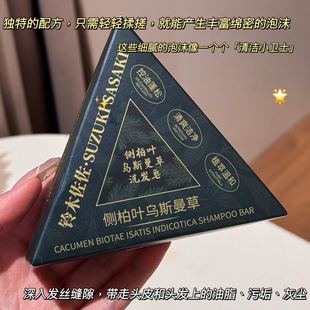 独特的配方，只需轻轻揉搓，就能产生丰富绵密的泡沫
这些细腻的泡沫像一个个「清洁小卫士」
铃木佐佐·SUZUKI SASAKI
控油蓬松
清爽洁净
植萃温和
侧柏叶
乌斯曼草
洗发皂
侧柏叶乌斯曼草
CACUMEN BIOTAE ISATIS INDICOTICA SHAMPOO BAR
深入发丝缝隙，带走头皮和头发上的油脂、污垢、灰尘